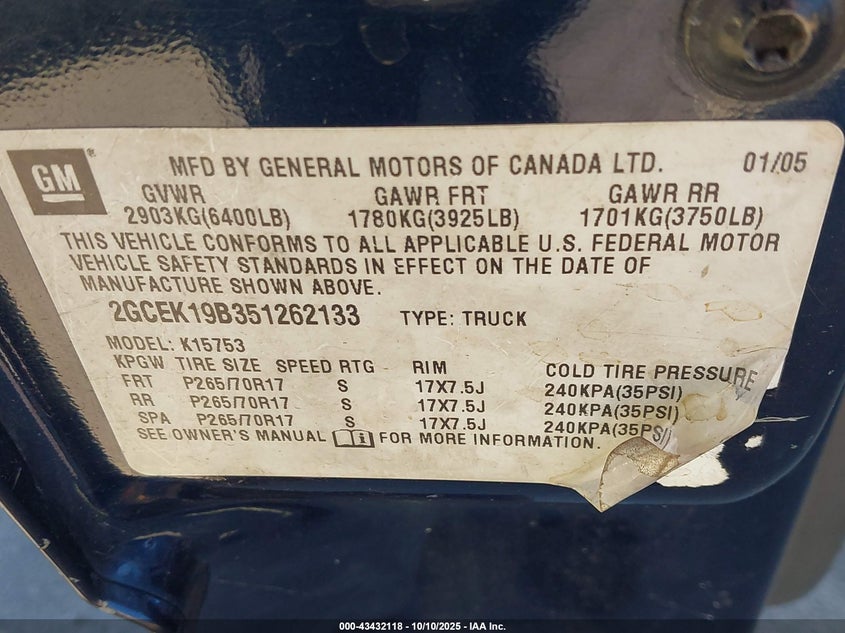 GM ® MFD BY GENERAL MOTORS OF CANADA LTD. 01/05
GVWR GAWR FRT GAWR RR
2903KG(6400LB) 1780KG(3925LB) 1701KG(3750LB)
THIS VEHICLE CONFORMS TO ALL APPLICABLE U.S. FEDERAL MOTOR
VEHICLE SAFETY STANDARDS IN EFFECT ON THE DATE OF
MANUFACTURE SHOWN ABOVE.
2GCEK19B351262133 TYPE: TRUCK
MODEL: K15753
KPGW TIRE SIZE SPEED RTG RIM COLD TIRE PRESSURE
FRT P265/70R17 S 17X7.5J 240KPA(35PSI)
RR P265/70R17 S 17X7.5J 240KPA(35PSI)
SPA P265/70R17 S 17X7.5J 240KPA(35PSI)
SEE OWNER'S MANUAL i FOR MORE INFORMATION.
000-43432118 - 10/10/2025 - IAA Inc.